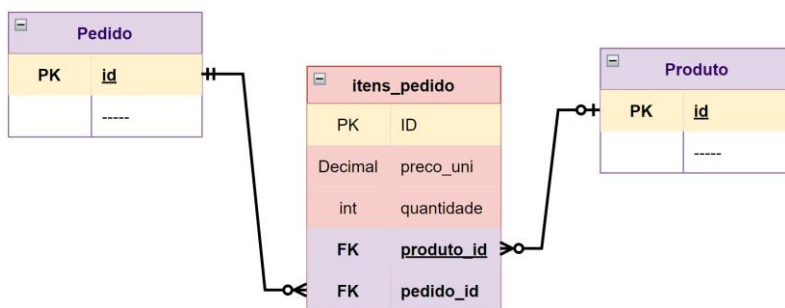 Pedido
PK id
-----
itens_pedido
PK ID
Decimal preco_uni
int quantidade
FK produto_id
FK pedido_id
Produto
PK id
-----